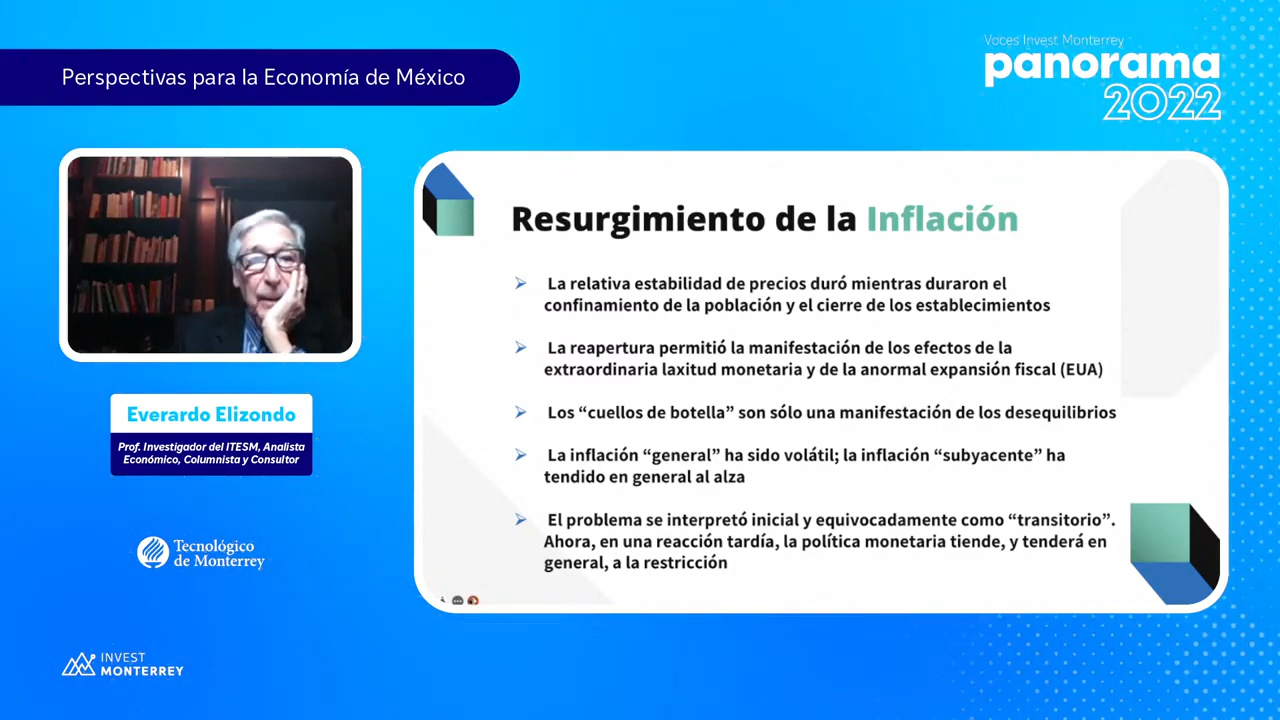 Perspectivas para la Economía de México
Voces Invest Monterrey
panorama
2022
Everardo Elizondo
Prof. Investigador del ITESM, Analista
Económico, Columnista y Consultor
Tecnológico
de Monterrey
INVEST
MONTERREY
Resurgimiento de la Inflación
La relativa estabilidad de precios duró mientras duraron el
confinamiento de la población y el cierre de los establecimientos
La reapertura permitió la manifestación de los efectos de la
extraordinaria laxitud monetaria y de la anormal expansión fiscal (EUA)
Los “cuellos de botella” son sólo una manifestación de los desequilibrios
La inflación “general” ha sido volátil; la inflación “subyacente” ha
tendido en general al alza
El problema se interpretó inicial y equivocadamente como “transitorio”.
Ahora, en una reacción tardía, la política monetaria tiende, y tenderá en
general, a la restricción